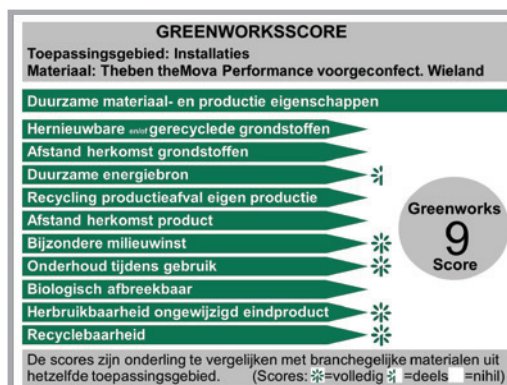 GREENWORKSSCORE
Toepassingsgebied: Installaties
Materiaal: Theben theMova Performance voorgeconfect. Wieland
Duurzame materiaal- en productie eigenschappen
Hernieuwbare en/of gerecyclede grondstoffen
Afstand herkomst grondstoffen
Duurzame energiebron
Recycling productieafval eigen productie
Afstand herkomst product
Bijzondere milieuwinst
Onderhoud tijdens gebruik
Biologisch afbreekbaar
Herbruikbaarheid ongewijzigd eindproduct
Recyclebaarheid
Greenworks
9
Score
De scores zijn onderling te vergelijken met branchegelijke materialen uit
hetzelfde toepassingsgebied. (Scores: =volledig =deels =nihil)